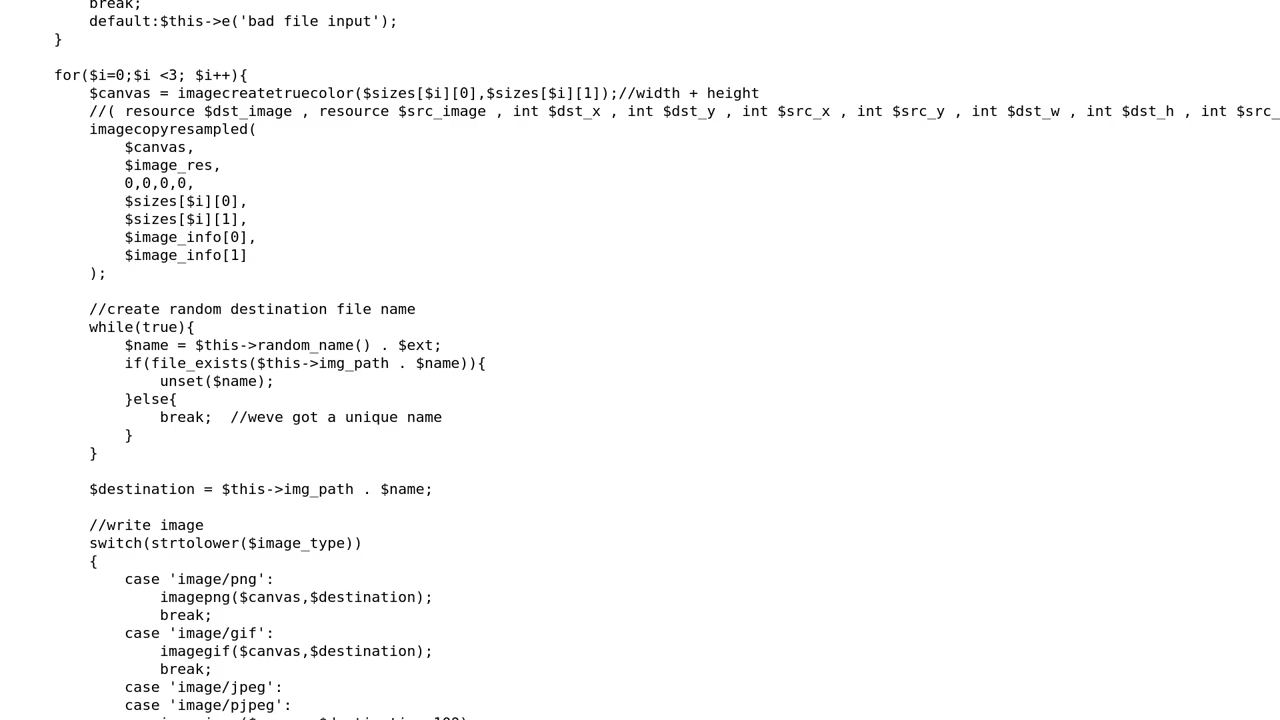 break;
default:$this->e('bad file input');
}
for($i=0;$i <3; $i++){
$canvas = imagecreatetruecolor($sizes[$i][0],$sizes[$i][1]);//width + height
//( resource $dst_image , resource $src_image , int $dst_x , int $dst_y , int $src_x , int $src_y , int $dst_w , int $dst_h , int $src_
imagecopyresampled(
$canvas,
$image_res,
0,0,0,0,
$sizes[$i][0],
$sizes[$i][1],
$image_info[0],
$image_info[1]
);
//create random destination file name
while(true){
$name = $this->random_name() . $ext;
if(file_exists($this->img_path . $name)){
unset($name);
}else{
break;  //weve got a unique name
}
}
$destination = $this->img_path . $name;
//write image
switch(strtolower($image_type))
{
case 'image/png':
imagepng($canvas,$destination);
break;
case 'image/gif':
imagegif($canvas,$destination);
break;
case 'image/jpeg':
case 'image/pjpeg':